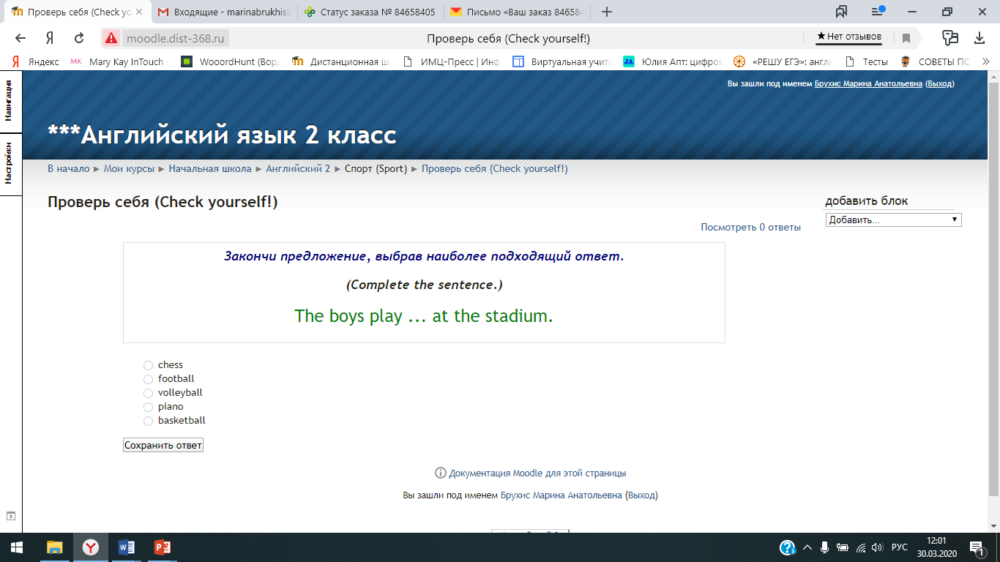 Проверь себя (Check yo
Входящие - marinabrukhis@
Статус заказа № 84658405
Письмо «Ваш заказ 84658
moodle.dist-368.ru
Проверь себя (Check yourself!)
★Нет отзывов
Яндекс
Mary Kay InTouch
WooordHunt (Ворд
Дистанционная ш
ИМЦ-Пресс | Инф
Виртуальная учите
Юлия Апт: цифров
«РЕШУ ЕГЭ»: англи
Тесты
СОВЕТЫ ПО
Навигация
Настройки
Вы зашли под именем Брухис Марина Анатольевна (Выход)
***Английский язык 2 класс
В начало ► Мои курсы ► Начальная школа ► Английский 2 ► Спорт (Sport) ► Проверь себя (Check yourself!)
Проверь себя (Check yourself!)
добавить блок
Добавить...
Посмотреть 0 ответы
Закончи предложение, выбрав наиболее подходящий ответ.
(Complete the sentence.)
The boys play ... at the stadium.
chess
football
volleyball
piano
basketball
Сохранить ответ
Документация Moodle для этой страницы
Вы зашли под именем Брухис Марина Анатольевна (Выход)
РУС
12:01
30.03.2020
1